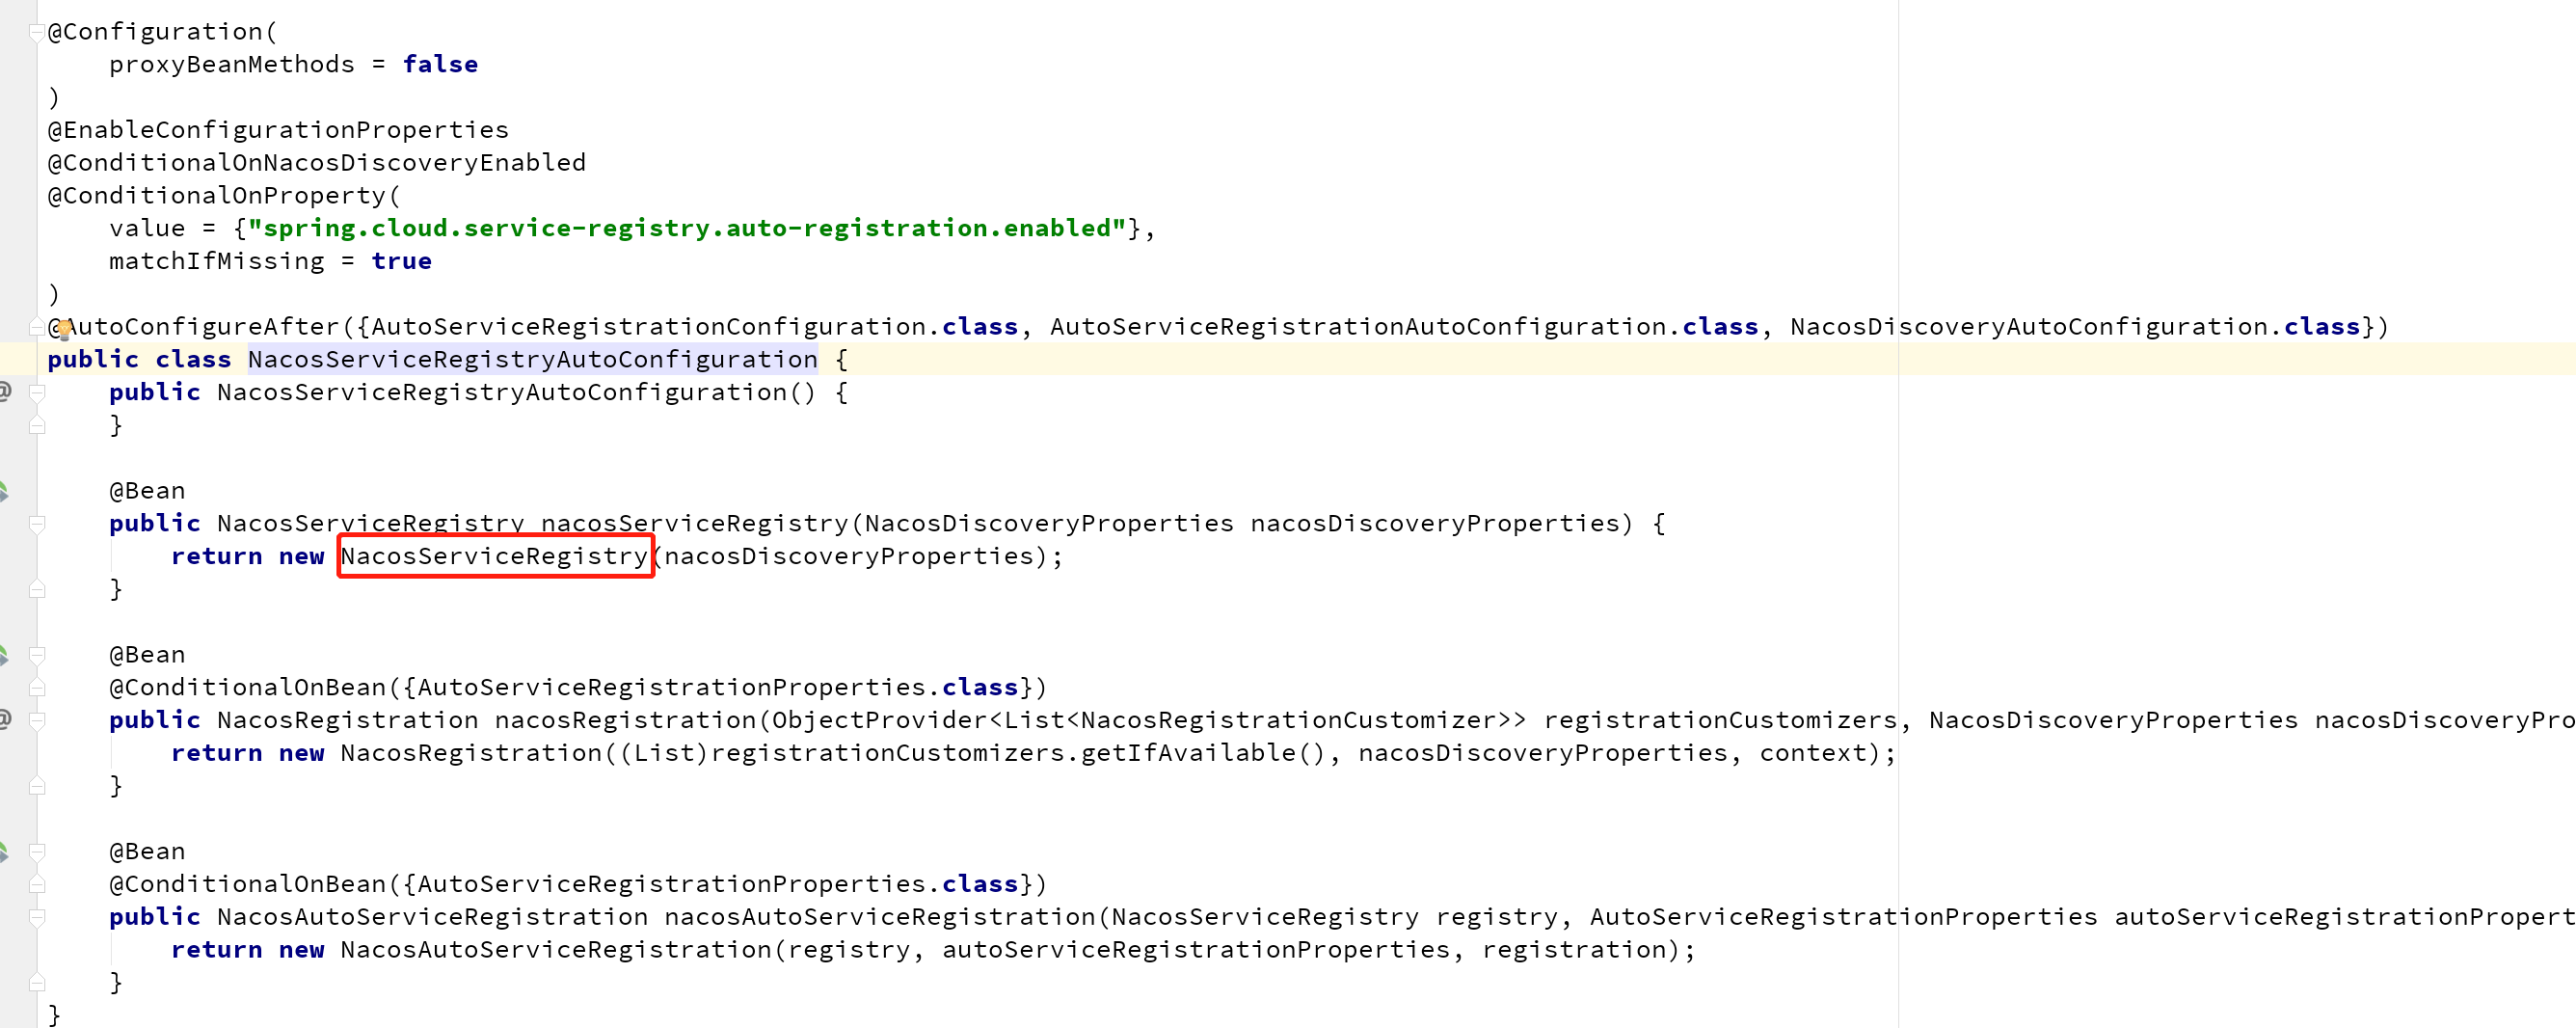 @Configuration(
    proxyBeanMethods = false
)
@EnableConfigurationProperties
@ConditionalOnNacosDiscoveryEnabled
@ConditionalOnProperty(
    value = {"spring.cloud.service-registry.auto-registration.enabled"},
    matchIfMissing = true
)
@AutoConfigureAfter({AutoServiceRegistrationConfiguration.class, AutoServiceRegistrationAutoConfiguration.class, NacosDiscoveryAutoConfiguration.class})
public class NacosServiceRegistryAutoConfiguration {
    public NacosServiceRegistryAutoConfiguration() {
    }

    @Bean
    public NacosServiceRegistry nacosServiceRegistry(NacosDiscoveryProperties nacosDiscoveryProperties) {
        return new NacosServiceRegistry(nacosDiscoveryProperties);
    }

    @Bean
    @ConditionalOnBean({AutoServiceRegistrationProperties.class})
    public NacosRegistration nacosRegistration(ObjectProvider<List<NacosRegistrationCustomizer>> registrationCustomizers, NacosDiscoveryProperties nacosDiscoveryPro
        return new NacosRegistration((List)registrationCustomizers.getIfAvailable(), nacosDiscoveryProperties, context);
    }

    @Bean
    @ConditionalOnBean({AutoServiceRegistrationProperties.class})
    public NacosAutoServiceRegistration nacosAutoServiceRegistration(NacosServiceRegistry registry, AutoServiceRegistrationProperties autoServiceRegistrationPropert
        return new NacosAutoServiceRegistration(registry, autoServiceRegistrationProperties, registration);
    }
}